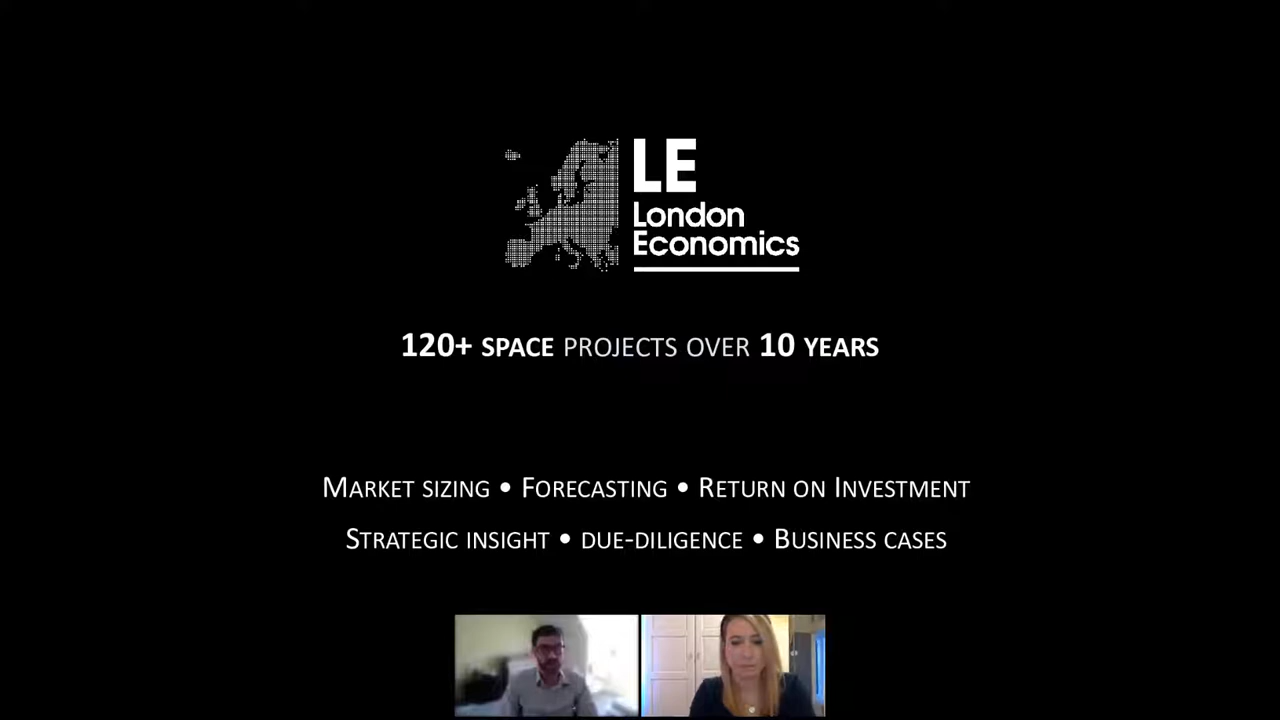 LE
London
Economics
120+ SPACE PROJECTS OVER 10 YEARS
MARKET SIZING • FORECASTING • RETURN ON INVESTMENT
STRATEGIC INSIGHT • DUE-DILIGENCE • BUSINESS CASES